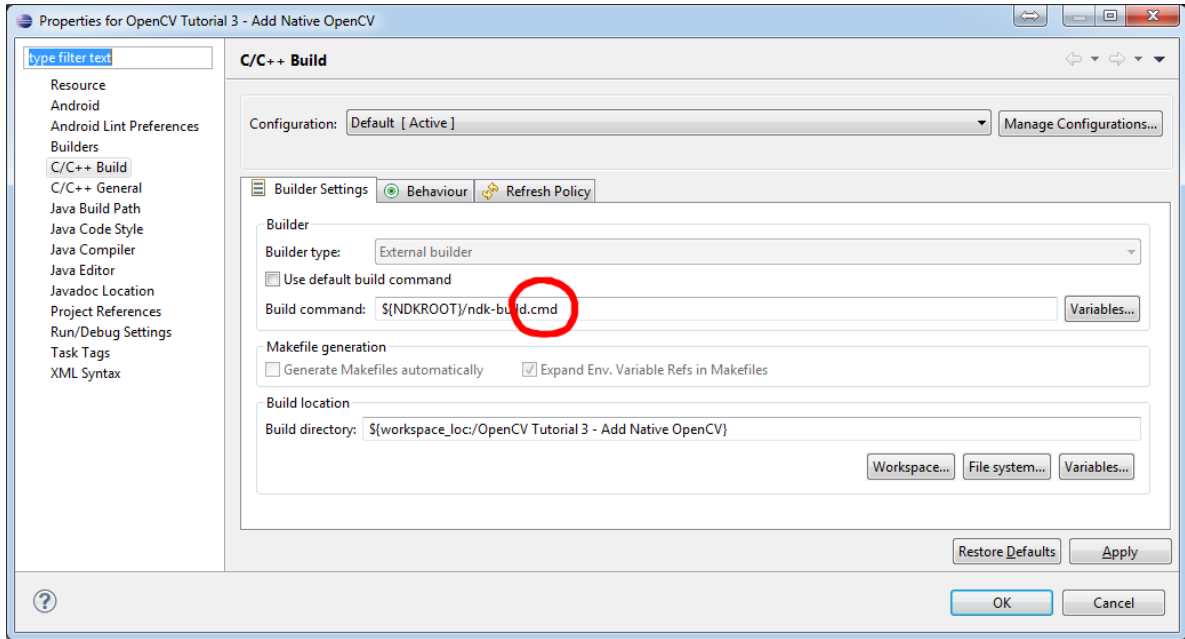 Properties for OpenCV Tutorial 3 - Add Native OpenCV
type filter text
Resource
Android
Android Lint Preferences
Builders
C/C++ Build
C/C++ General
Java Build Path
Java Code Style
Java Compiler
Java Editor
Javadoc Location
Project References
Run/Debug Settings
Task Tags
XML Syntax
C/C++ Build
Configuration: Default [ Active ] Manage Configurations...
Builder Settings Behaviour Refresh Policy
Builder
Builder type: External builder
Use default build command
Build command: ${NDKROOT}/ndk-build.cmd Variables...
Makefile generation
Generate Makefiles automatically Expand Env. Variable Refs in Makefiles
Build location
Build directory: ${workspace_loc:/OpenCV Tutorial 3 - Add Native OpenCV}
Workspace... File system... Variables...
Restore Defaults Apply
OK Cancel